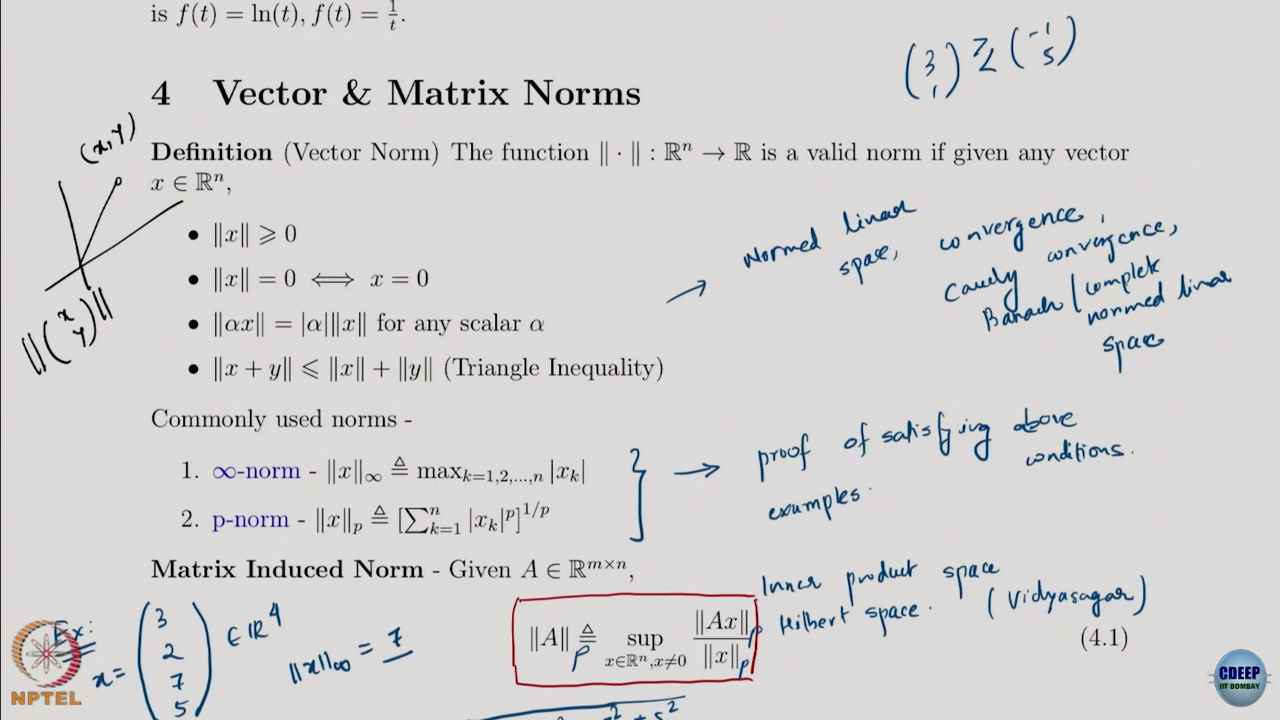 is f(t) = ln(t), f(t) = 1/t.
(3 1) ≷ (-1 5)
4 Vector & Matrix Norms
(x, y)
Definition (Vector Norm) The function ‖ · ‖ : ℝⁿ → ℝ is a valid norm if given any vector
x ∈ ℝⁿ,
• ‖x‖ ⩾ 0
• ‖x‖ = 0 ⟺ x = 0
• ‖αx‖ = |α|‖x‖ for any scalar α
• ‖x + y‖ ⩽ ‖x‖ + ‖y‖ (Triangle Inequality)
‖(x y)‖
→ Normed linear
space, convergence,
Cauchy convergence,
Banach / complete
normed linear
space
Commonly used norms -
1. ∞-norm - ‖x‖∞ ≜ max_{k=1,2,...,n} |x_k|
2. p-norm - ‖x‖_p ≜ [∑_{k=1}^{n} |x_k|^p]^{1/p}
} → proof of satisfying above
conditions.
examples.
Matrix Induced Norm - Given A ∈ ℝ^{m×n},
Inner product space
Hilbert space. (Vidyasagar)
‖A‖_p ≜ sup_{x∈ℝⁿ,x≠0} ‖Ax‖_p / ‖x‖_p (4.1)
Ex:
x = (3 2 7 5) ∈ ℝ⁴
‖x‖∞ = 7
NPTEL
CDEEP
IIT BOMBAY